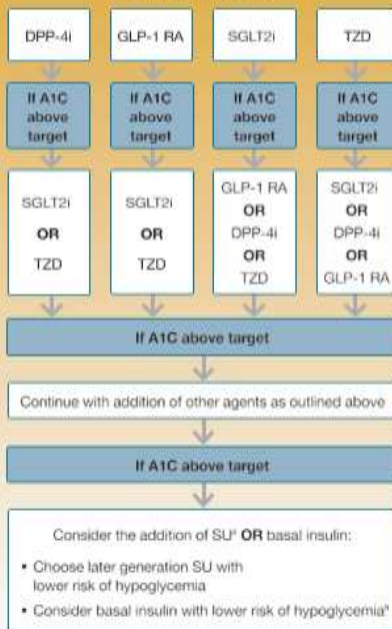 DPP-4i
GLP-1 RA
SGLT2i
TZD
If A1C
above
target
If A1C
above
target
If A1C
above
target
If A1C
above
target
SGLT2i
OR
TZD
SGLT2i
OR
TZD
GLP-1 RA
OR
DPP-4i
OR
TZD
SGLT2i
OR
DPP-4i
OR
GLP-1 RA
If A1C above target
Continue with addition of other agents as outlined above
If A1C above target
Consider the addition of SU OR basal insulin:
• Choose later generation SU with
lower risk of hypoglycemia
• Consider basal insulin with lower risk of hypoglycemia